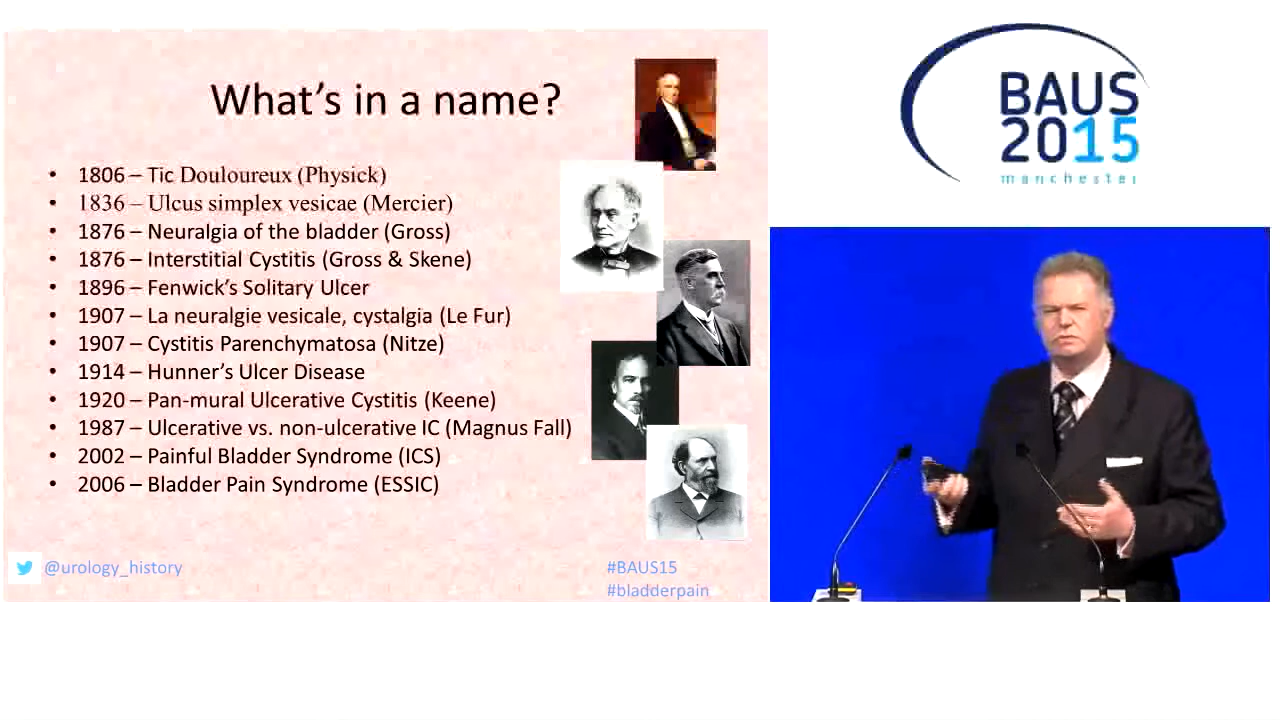 What's in a name?
• 1806 – Tic Douloureux (Physick)
• 1836 – Ulcus simplex vesicae (Mercier)
• 1876 – Neuralgia of the bladder (Gross)
• 1876 – Interstitial Cystitis (Gross & Skene)
• 1896 – Fenwick's Solitary Ulcer
• 1907 – La neuralgie vesicale, cystalgia (Le Fur)
• 1907 – Cystitis Parenchymatosa (Nitze)
• 1914 – Hunner's Ulcer Disease
• 1920 – Pan-mural Ulcerative Cystitis (Keene)
• 1987 – Ulcerative vs. non-ulcerative IC (Magnus Fall)
• 2002 – Painful Bladder Syndrome (ICS)
• 2006 – Bladder Pain Syndrome (ESSIC)
@urology_history
#BAUS15
#bladderpain
BAUS
2015
manchester